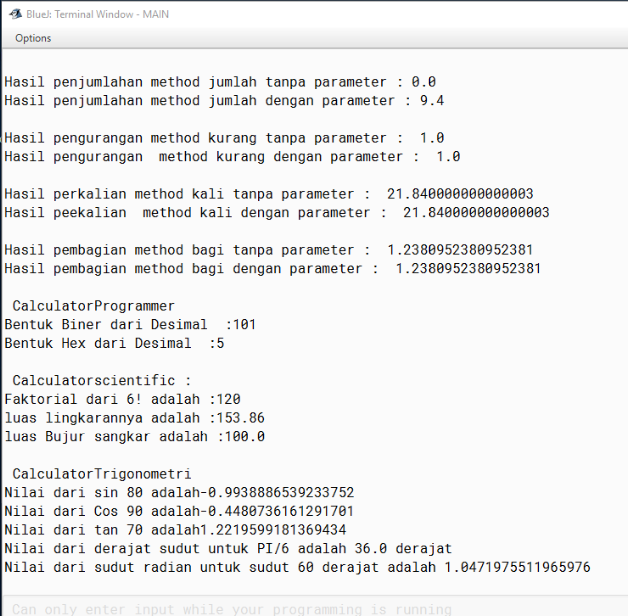 BlueJ: Terminal Window - MAIN
Options
Hasil penjumlahan method jumlah tanpa parameter : 0.0
Hasil penjumlahan method jumlah dengan parameter : 9.4
Hasil pengurangan method kurang tanpa parameter :  1.0
Hasil pengurangan  method kurang dengan parameter :  1.0
Hasil perkalian method kali tanpa parameter :  21.840000000000003
Hasil peekalian  method kali dengan parameter :  21.840000000000003
Hasil pembagian method bagi tanpa parameter :  1.2380952380952381
Hasil pembagian method bagi dengan parameter :  1.2380952380952381
CalculatorProgrammer
Bentuk Biner dari Desimal  :101
Bentuk Hex dari Desimal  :5
Calculatorscientific :
Faktorial dari 6! adalah :120
luas lingkarannya adalah :153.86
luas Bujur sangkar adalah :100.0
CalculatorTrigonometri
Nilai dari sin 80 adalah-0.9938886539233752
Nilai dari Cos 90 adalah-0.4480736161291701
Nilai dari tan 70 adalah1.2219599181369434
Nilai dari derajat sudut untuk PI/6 adalah 36.0 derajat
Nilai dari sudut radian untuk sudut 60 derajat adalah 1.0471975511965976
Can only enter input while your programming is running